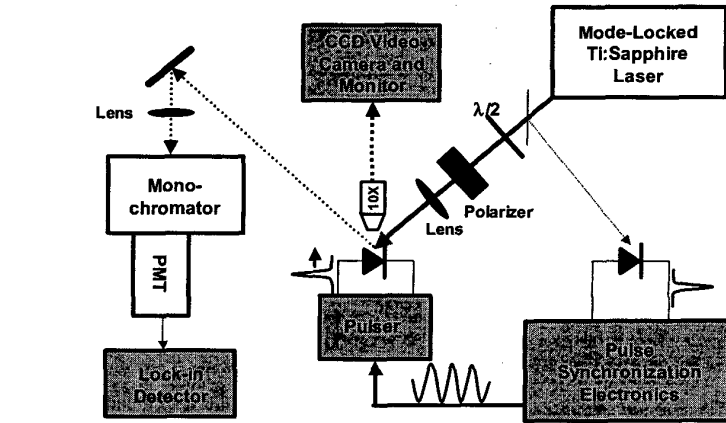 Mode-Locked
Ti:Sapphire
Laser
CCD Video
Camera and
Monitor
λ/2
Lens
10X
Polarizer
Lens
Mono-
chromator
PMT
Pulser
Lock-in
Detector
Pulse
Synchronization
Electronics